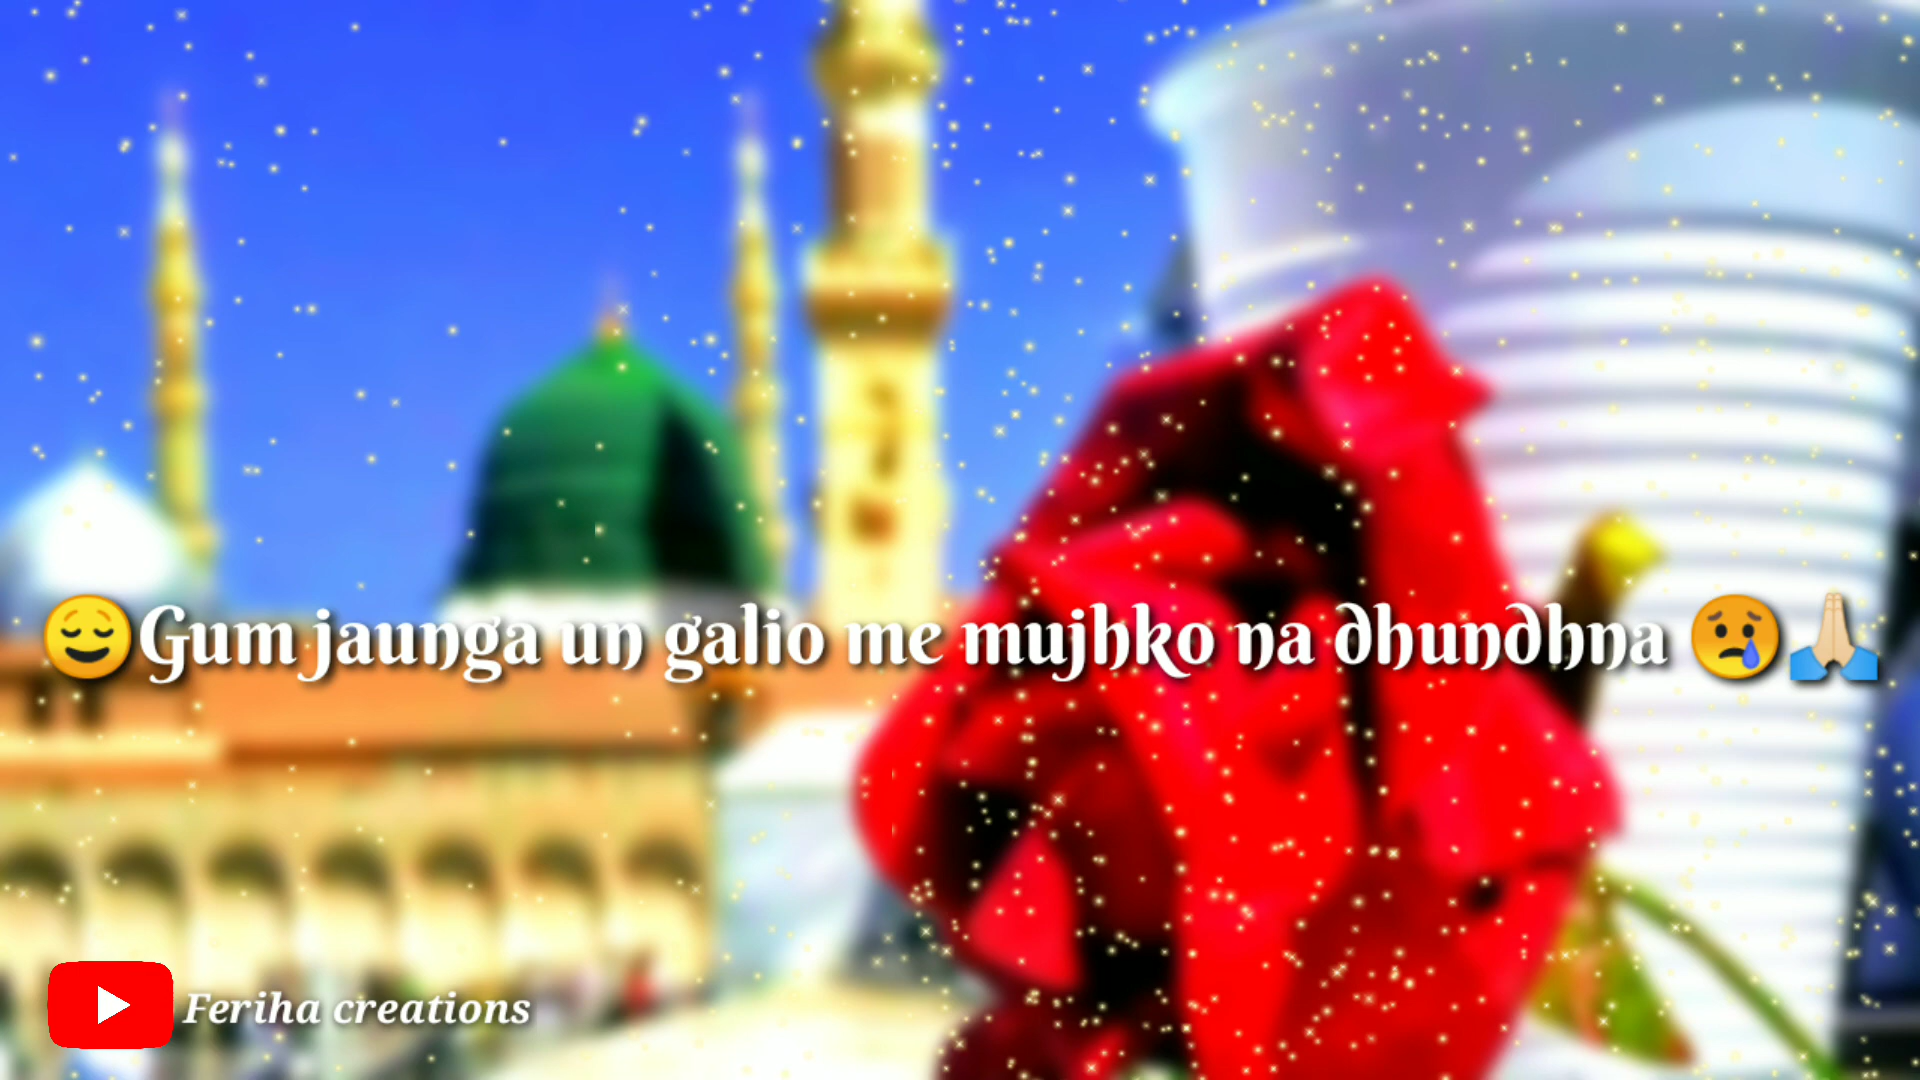 😌Gum jaunga un galio me mujhko na dhundhna 😢🙏🏻
Feriha creations